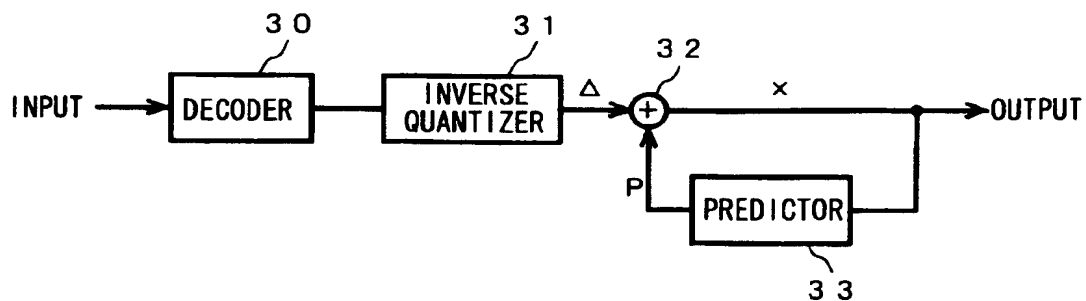 30
31
32
INPUT
DECODER
INVERSE
QUANTIZER
Δ
+
×
OUTPUT
P
PREDICTOR
33